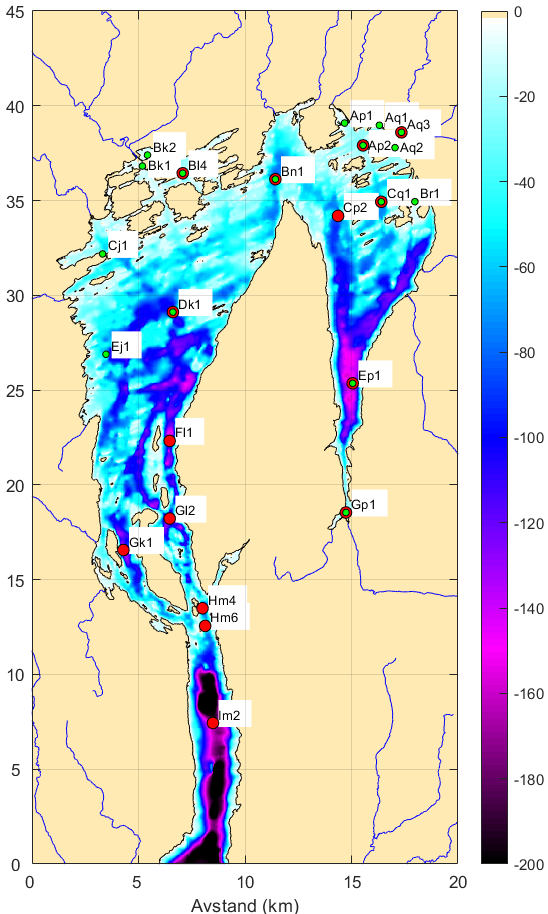 45
0
40
Ap1
Aq1
Aq3
-20
Bk2
Ap2
Aq2
Bk1
Bl4
Bn1
Cq1
Br1
-40
35
Cp2
Cj1
-60
30
Dk1
-80
Ej1
25
Ep1
-100
Fl1
20
Gl2
Gp1
-120
Gk1
15
Hm4
-140
Hm6
10
-160
Im2
5
-180
0
-200
0
5
10
15
20
Avstand (km)